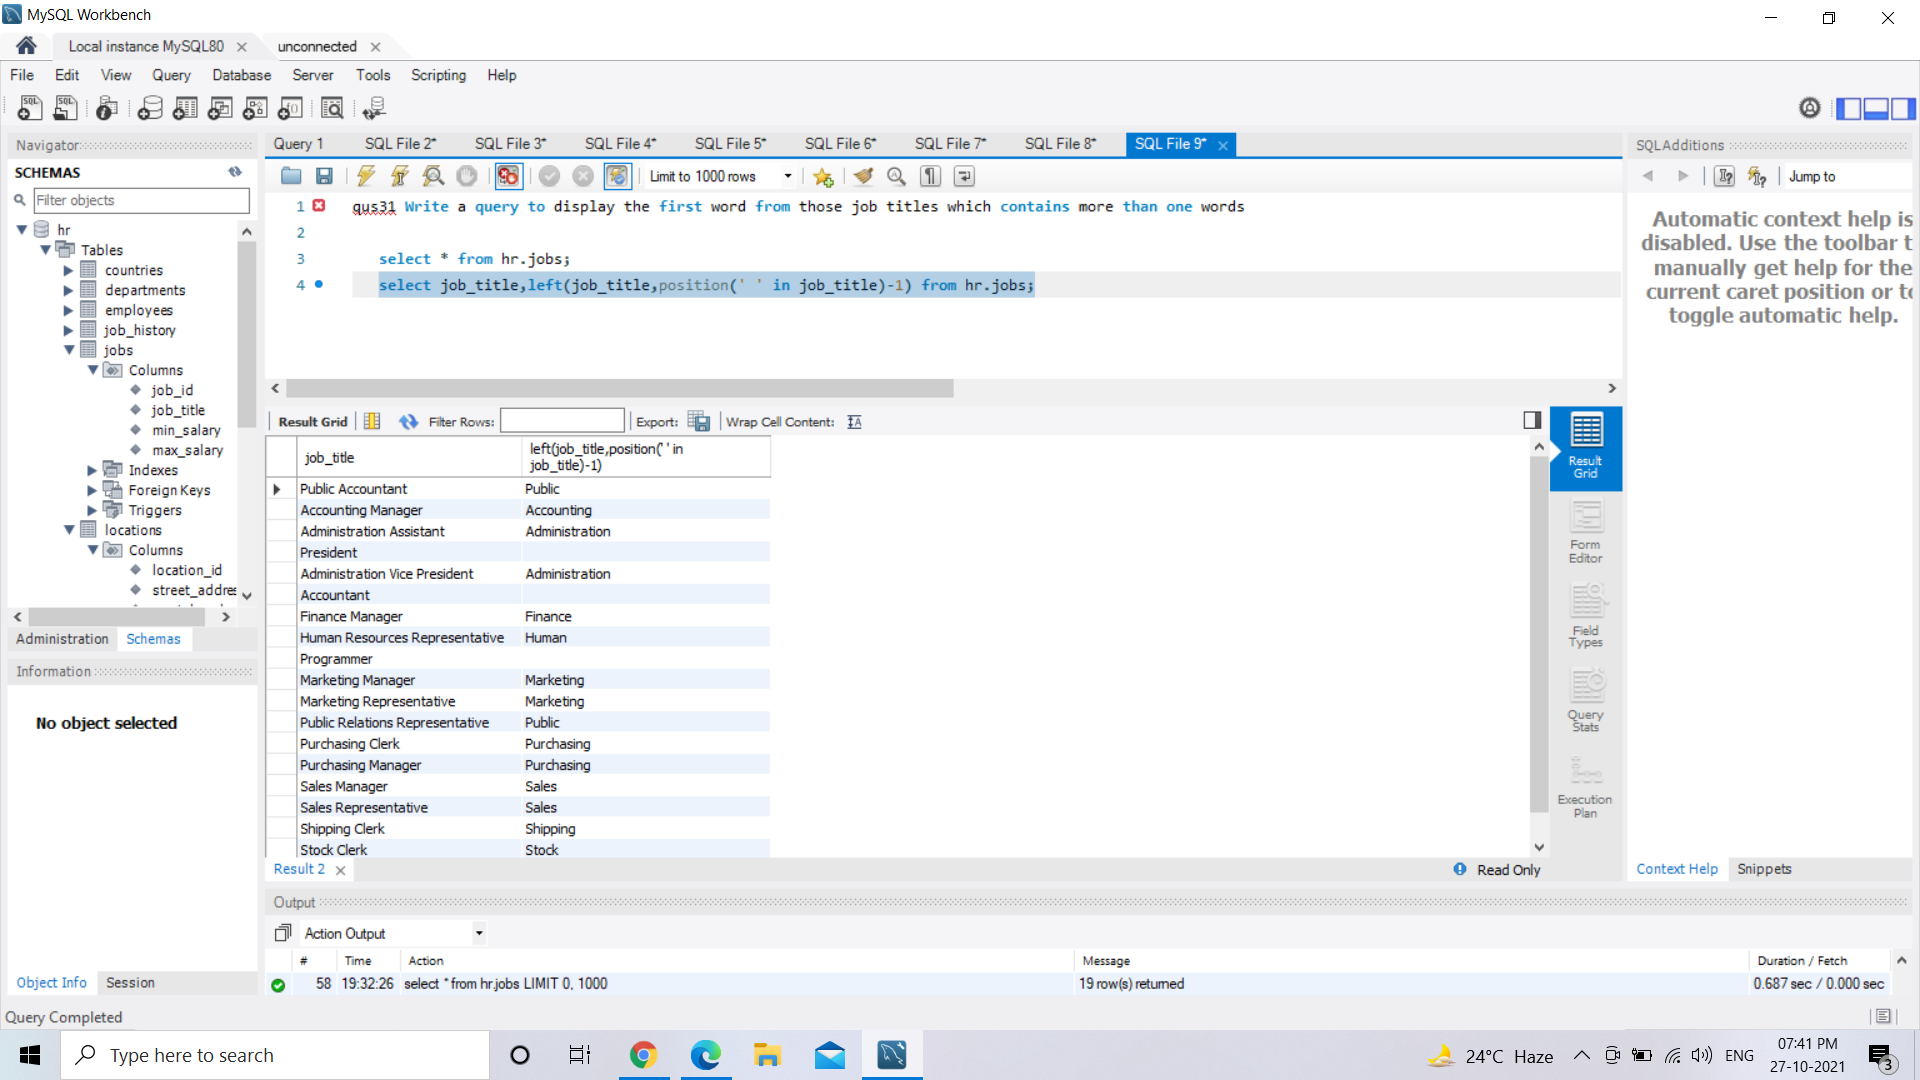 MySQL Workbench
Local instance MySQL80
unconnected
File Edit View Query Database Server Tools Scripting Help
Navigator
SCHEMAS
Filter objects
hr
Tables
countries
departments
employees
job_history
jobs
Columns
job_id
job_title
min_salary
max_salary
Indexes
Foreign Keys
Triggers
locations
Columns
location_id
street_addre
Administration Schemas
Information
No object selected
Object Info Session
Query Completed
Query 1 SQL File 2* SQL File 3* SQL File 4* SQL File 5* SQL File 6* SQL File 7* SQL File 8* SQL File 9*
Limit to 1000 rows
1 qus31 Write a query to display the first word from those job titles which contains more than one words
2
3 select * from hr.jobs;
4 select job_title,left(job_title,position(' ' in job_title)-1) from hr.jobs;
Result Grid Filter Rows: Export: Wrap Cell Content:
job_title left(job_title,position(' ' in
job_title)-1)
Public Accountant Public
Accounting Manager Accounting
Administration Assistant Administration
President
Administration Vice President Administration
Accountant
Finance Manager Finance
Human Resources Representative Human
Programmer
Marketing Manager Marketing
Marketing Representative Marketing
Public Relations Representative Public
Purchasing Clerk Purchasing
Purchasing Manager Purchasing
Sales Manager Sales
Sales Representative Sales
Shipping Clerk Shipping
Stock Clerk Stock
Result Grid
Form Editor
Field Types
Query Stats
Execution Plan
Result 2
Read Only
SQLAdditions
Jump to
Automatic context help is
disabled. Use the toolbar t
manually get help for the
current caret position or to
toggle automatic help.
Context Help Snippets
Output
Action Output
# Time Action Message Duration / Fetch
58 19:32:26 select * from hr.jobs LIMIT 0, 1000 19 row(s) returned 0.687 sec / 0.000 sec
Type here to search
24°C Haze
ENG
07:41 PM
27-10-2021
3